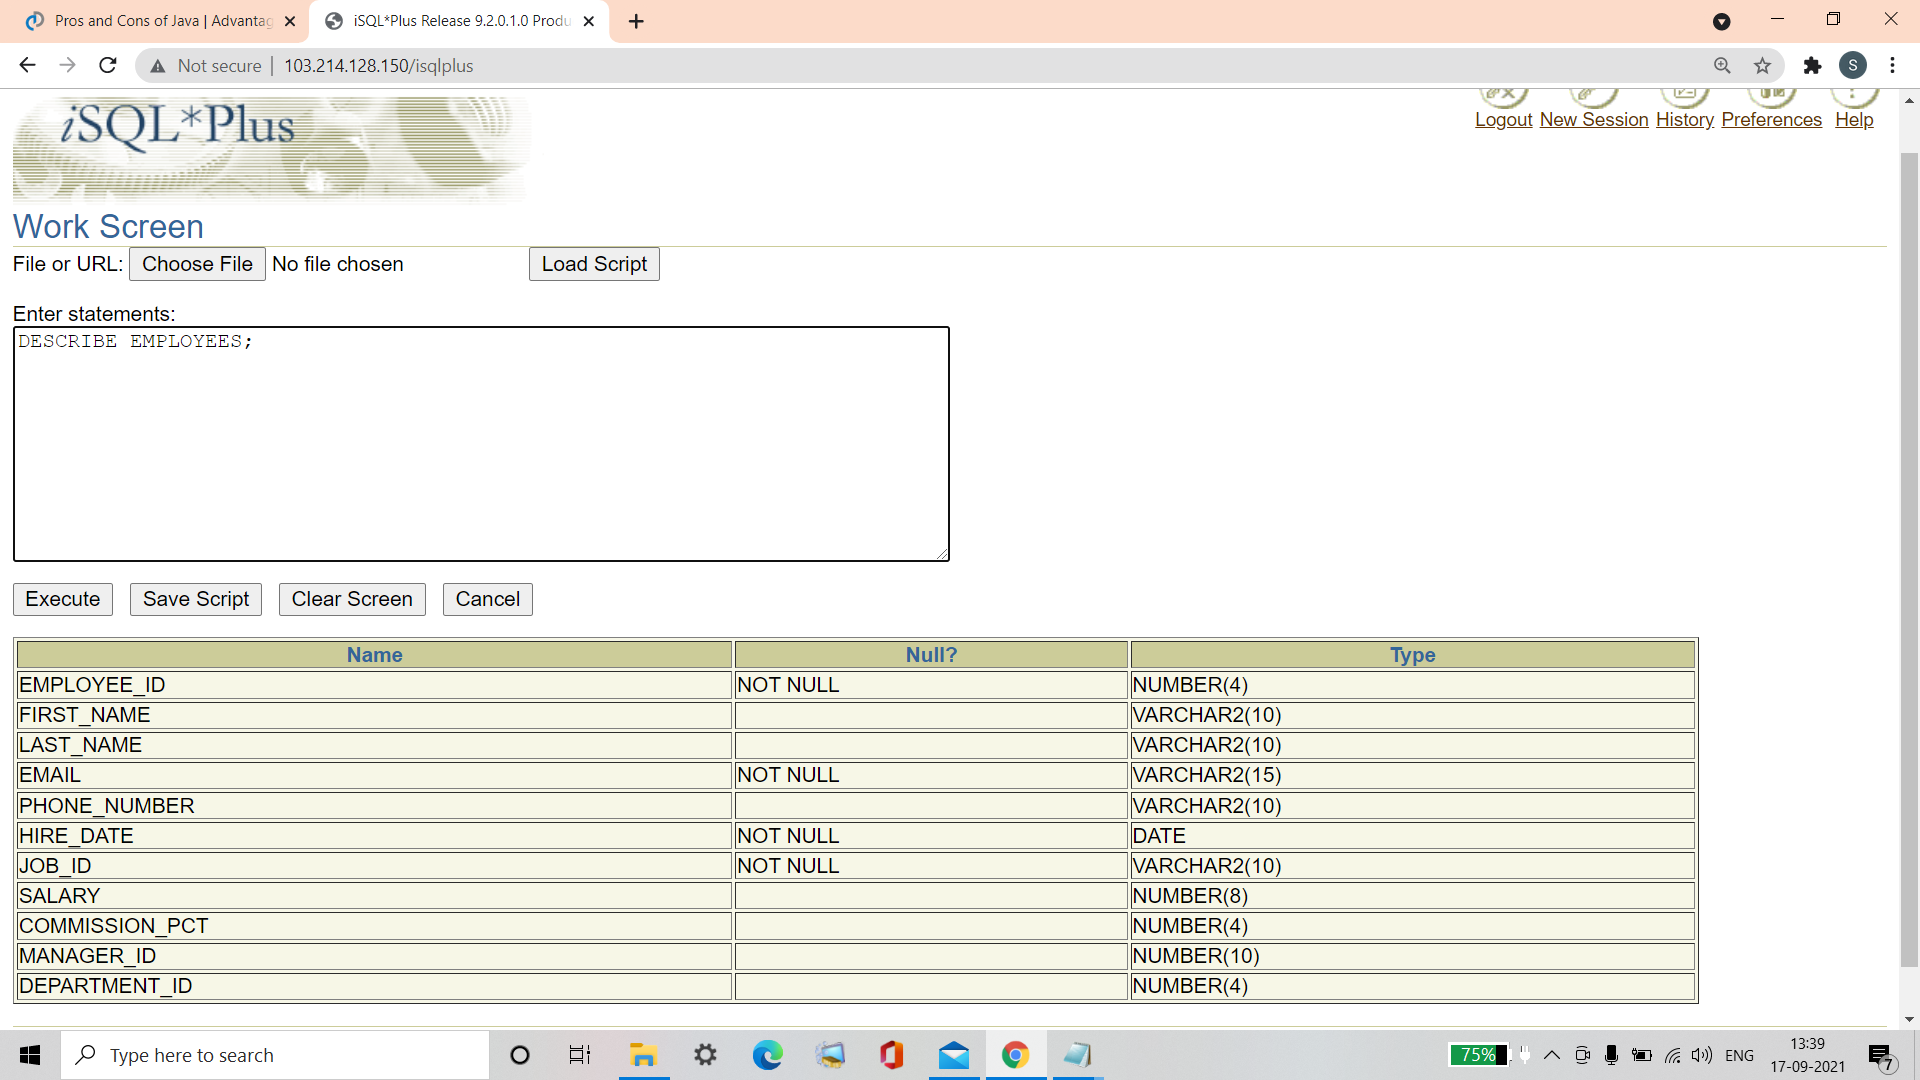 Pros and Cons of Java | Advantag
iSQL*Plus Release 9.2.0.1.0 Produ
Not secure | 103.214.128.150/isqlplus
S
iSQL*Plus
Logout New Session History Preferences Help
Work Screen
File or URL: Choose File No file chosen Load Script
Enter statements:
DESCRIBE EMPLOYEES;
Execute Save Script Clear Screen Cancel
Name Null? Type
EMPLOYEE_ID NOT NULL NUMBER(4)
FIRST_NAME VARCHAR2(10)
LAST_NAME VARCHAR2(10)
EMAIL NOT NULL VARCHAR2(15)
PHONE_NUMBER VARCHAR2(10)
HIRE_DATE NOT NULL DATE
JOB_ID NOT NULL VARCHAR2(10)
SALARY NUMBER(8)
COMMISSION_PCT NUMBER(4)
MANAGER_ID NUMBER(10)
DEPARTMENT_ID NUMBER(4)
Type here to search
75%
ENG
13:39
17-09-2021
7